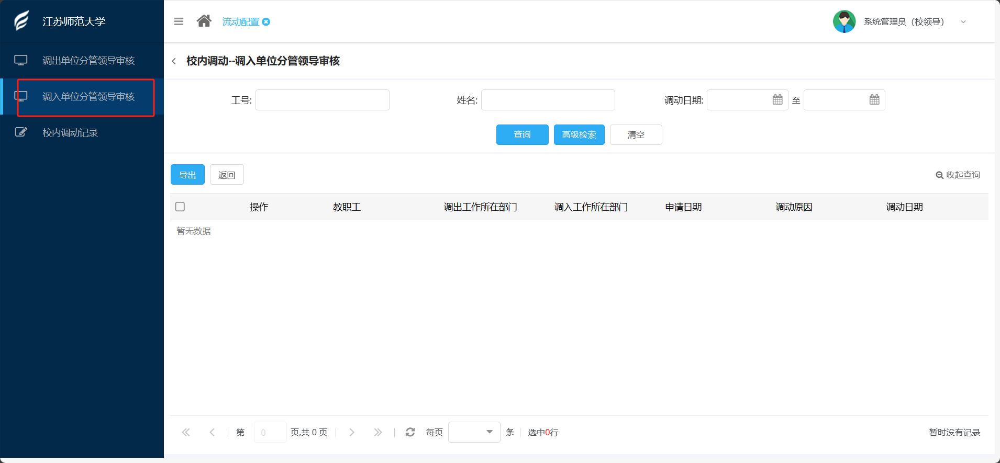 江苏师范大学
流动配置
系统管理员（校领导）
调出单位分管领导审核
调入单位分管领导审核
校内调动记录
校内调动--调入单位分管领导审核
工号: 姓名: 调动日期: 至
查询 高级检索 清空
导出 返回 收起查询
操作 教职工 调出工作所在部门 调入工作所在部门 申请日期 调动原因 调动日期
暂无数据
第 0 页,共 0 页 每页 条 选中0行 暂时没有记录